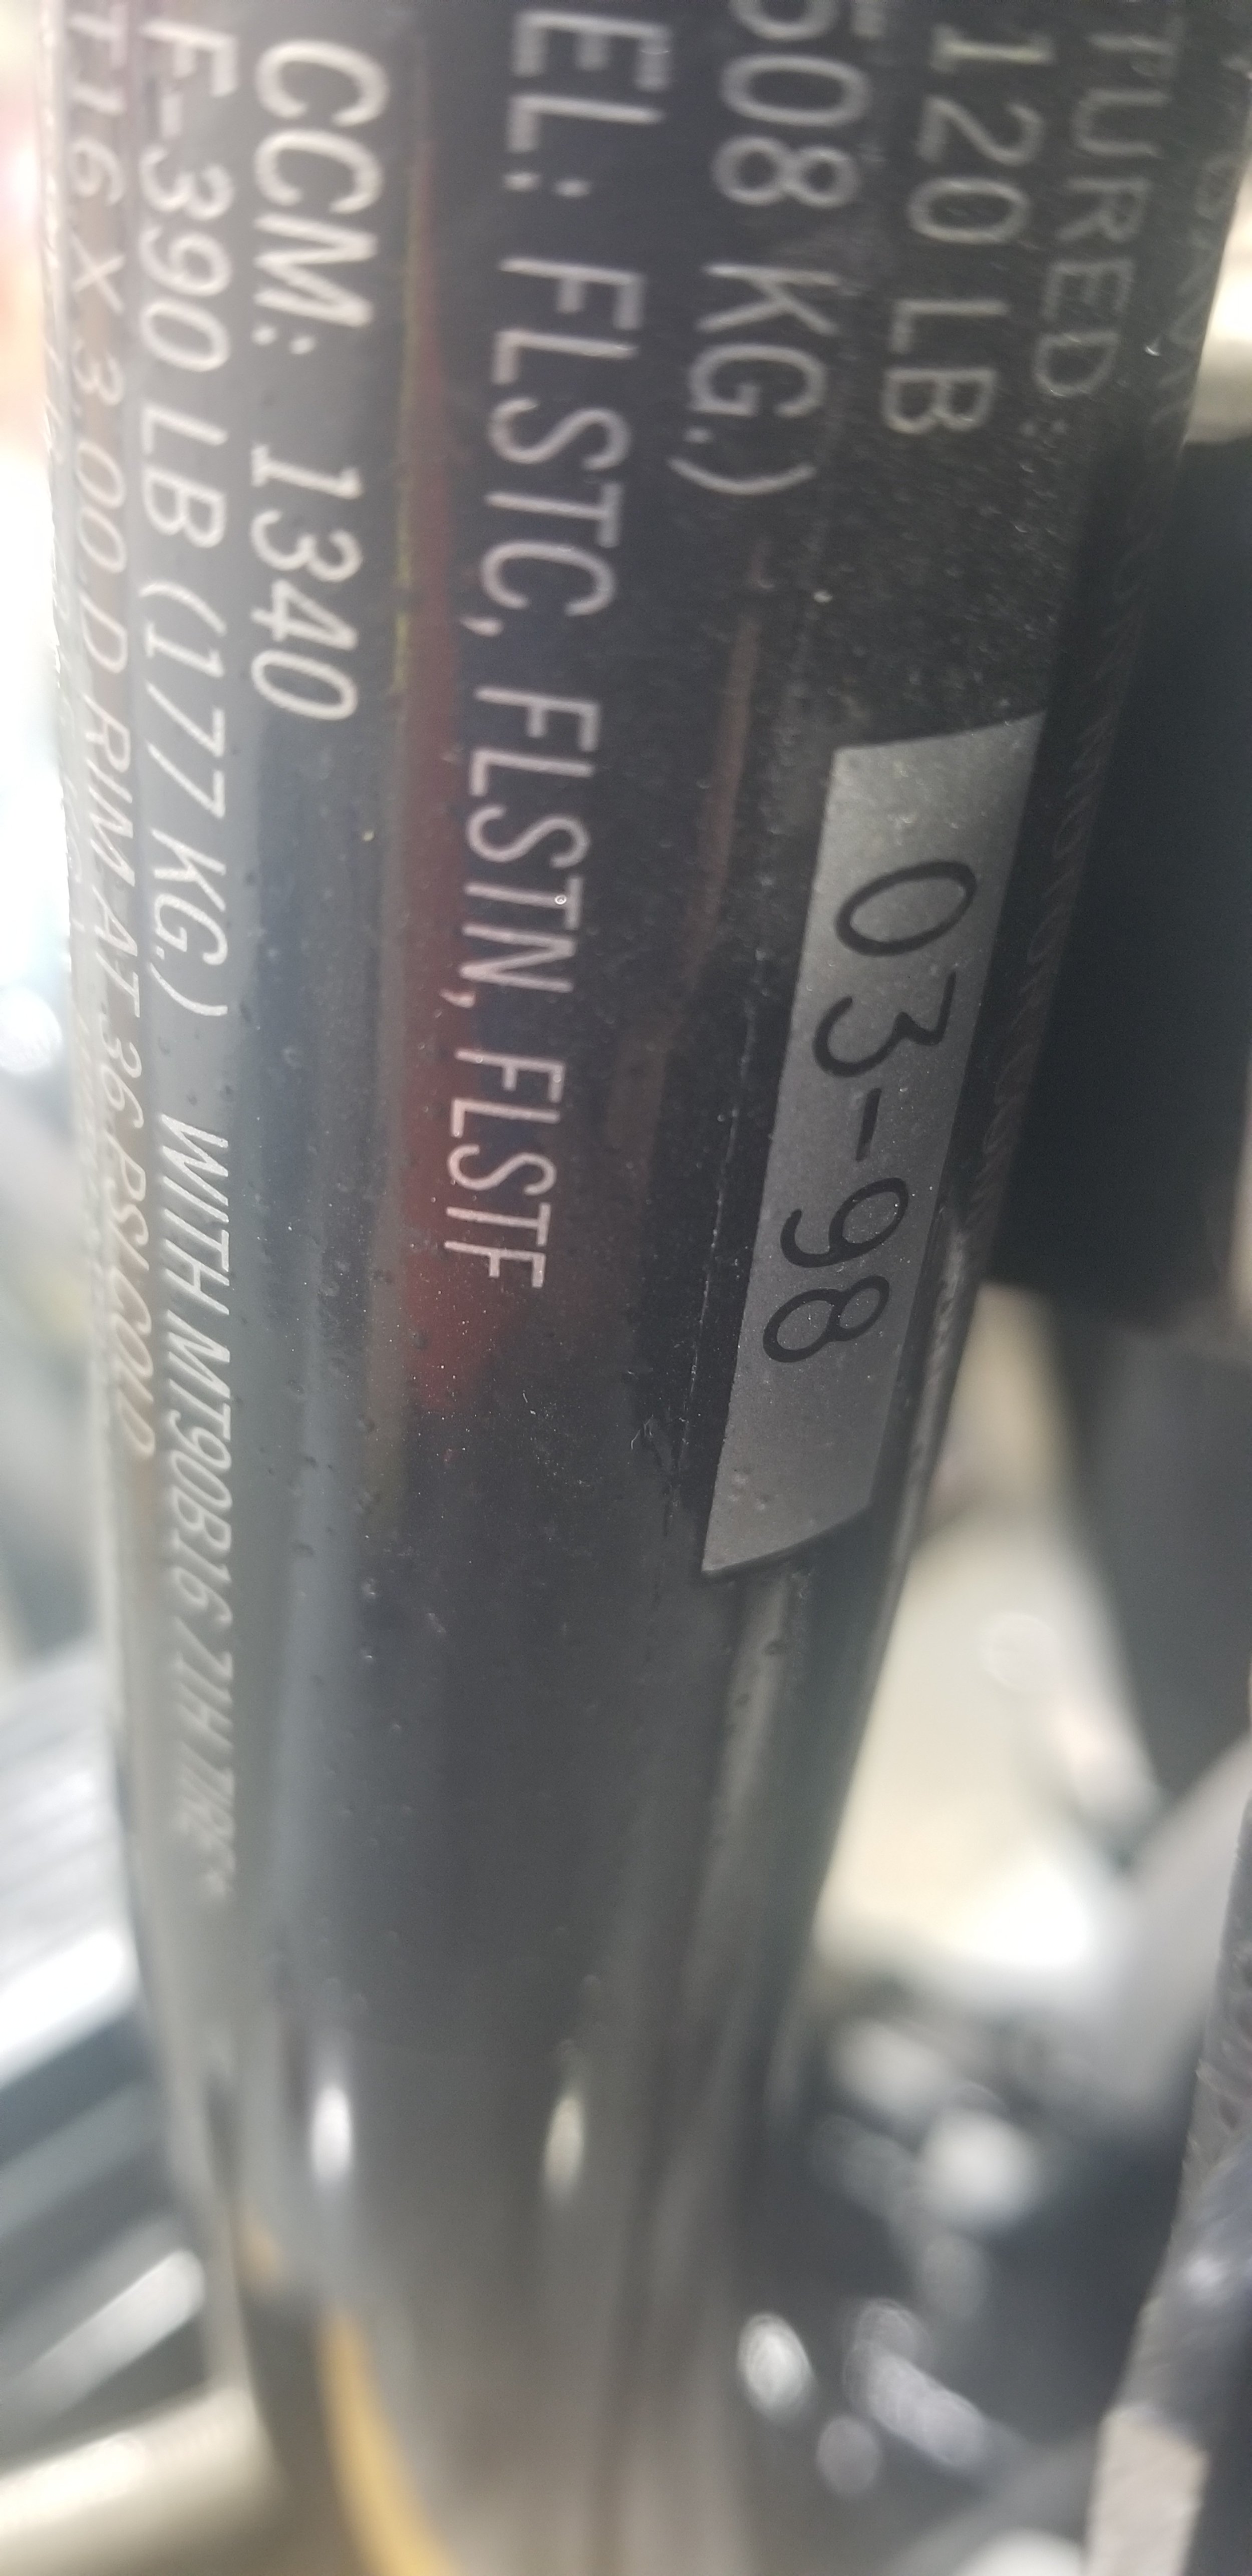 TURED:
03-98
120 LB
508 KG.)
EL: FLSTC, FLSTN, FLSTF
CCM: 1340
F-390 LB (177 KG.) WITH MT90B16 71H TIRE
T16 X 3.00.D RIM AT 36 PSI COLD